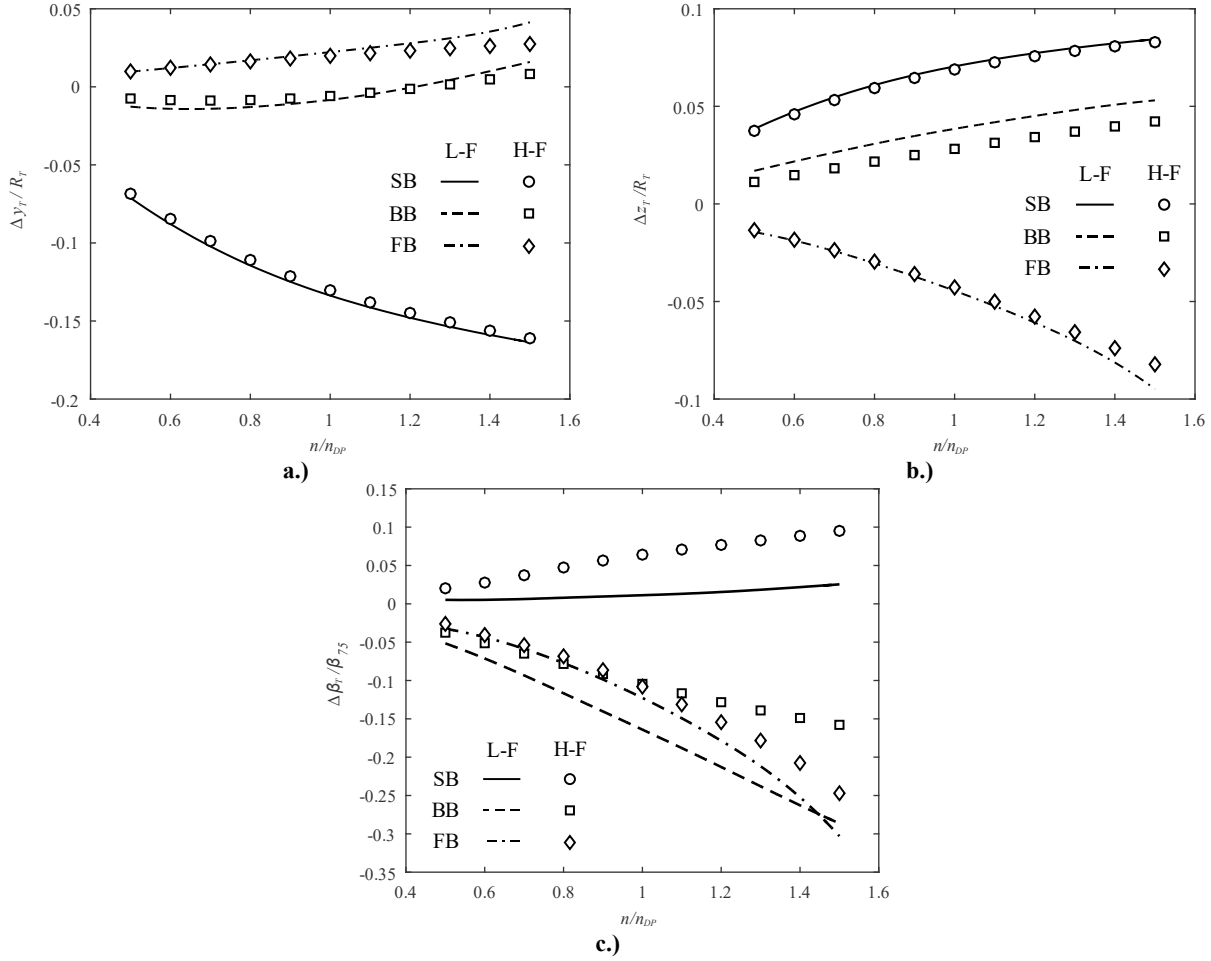 0.05
0
-0.05
-0.1
-0.15
-0.2
Δy_T / R_T
L-F H-F
SB
BB
FB
0.4 0.6 0.8 1 1.2 1.4 1.6
n/n_DP
a.)
0.1
0.05
0
-0.05
-0.1
Δz_T/R_T
L-F H-F
SB
BB
FB
0.4 0.6 0.8 1 1.2 1.4 1.6
n/n_DP
b.)
0.15
0.1
0.05
0
-0.05
-0.1
-0.15
-0.2
-0.25
-0.3
-0.35
Δβ_T/β_75
L-F H-F
SB
BB
FB
0.4 0.6 0.8 1 1.2 1.4 1.6
n/n_DP
c.)